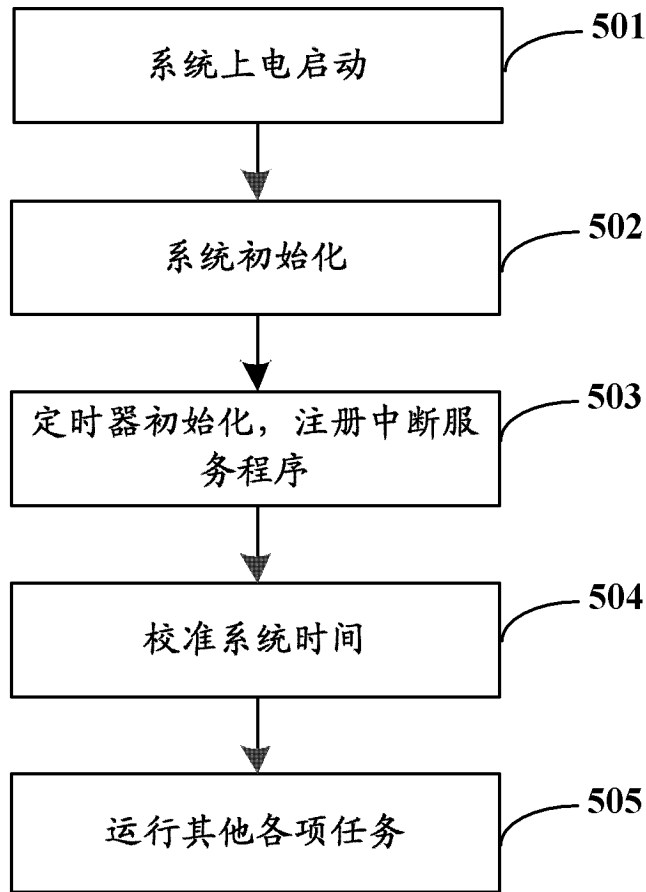 系统上电启动
501
系统初始化
502
定时器初始化，注册中断服
务程序
503
校准系统时间
504
运行其他各项任务
505